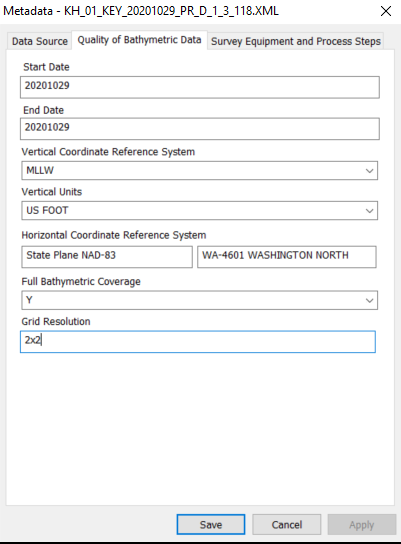 Metadata - KH_01_KEY_20201029_PR_D_1_3_118.XML
Data Source
Quality of Bathymetric Data
Survey Equipment and Process Steps
Start Date
20201029
End Date
20201029
Vertical Coordinate Reference System
MLLW
Vertical Units
US FOOT
Horizontal Coordinate Reference System
State Plane NAD-83
WA-4601 WASHINGTON NORTH
Full Bathymetric Coverage
Y
Grid Resolution
2x2
Save
Cancel
Apply